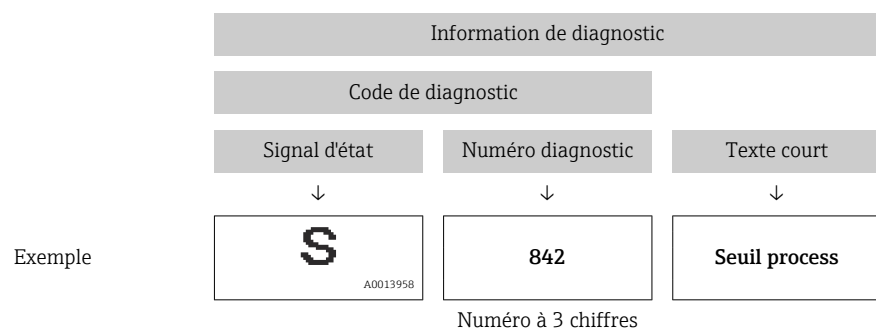 Information de diagnostic
Code de diagnostic
Signal d'état Numéro diagnostic Texte court
↓ ↓ ↓
Exemple S 842 Seuil process
A0013958
Numéro à 3 chiffres